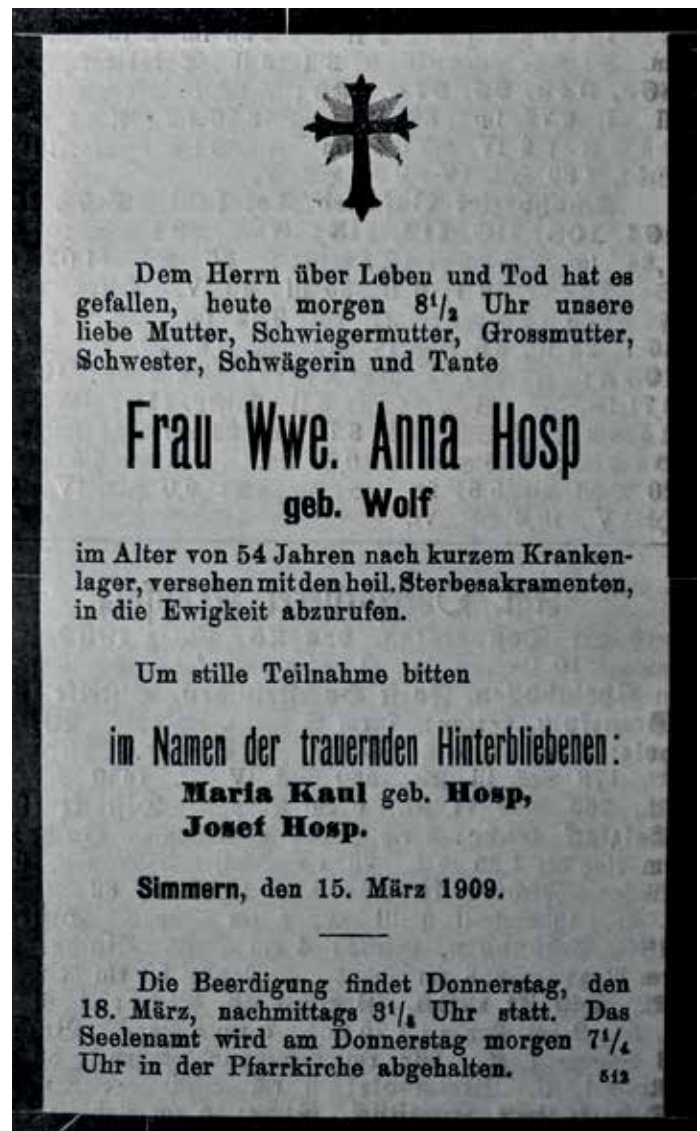 Dem Herrn über Leben und Tod hat es
gefallen, heute morgen 8½ Uhr unsere
liebe Mutter, Schwiegermutter, Grossmutter,
Schwester, Schwägerin und Tante
Frau Wwe. Anna Hosp
geb. Wolf
im Alter von 54 Jahren nach kurzem Kranken-
lager, versehen mit den heil. Sterbesakramenten,
in die Ewigkeit abzurufen.
Um stille Teilnahme bitten
im Namen der trauernden Hinterbliebenen:
Maria Kaul geb. Hosp,
Josef Hosp.
Simmern, den 15. März 1909.
Die Beerdigung findet Donnerstag, den
18. März, nachmittags Uhr statt. Das
Seelenamt wird am Donnerstag morgen 7¼
Uhr in der Pfarrkirche abgehalten. 512